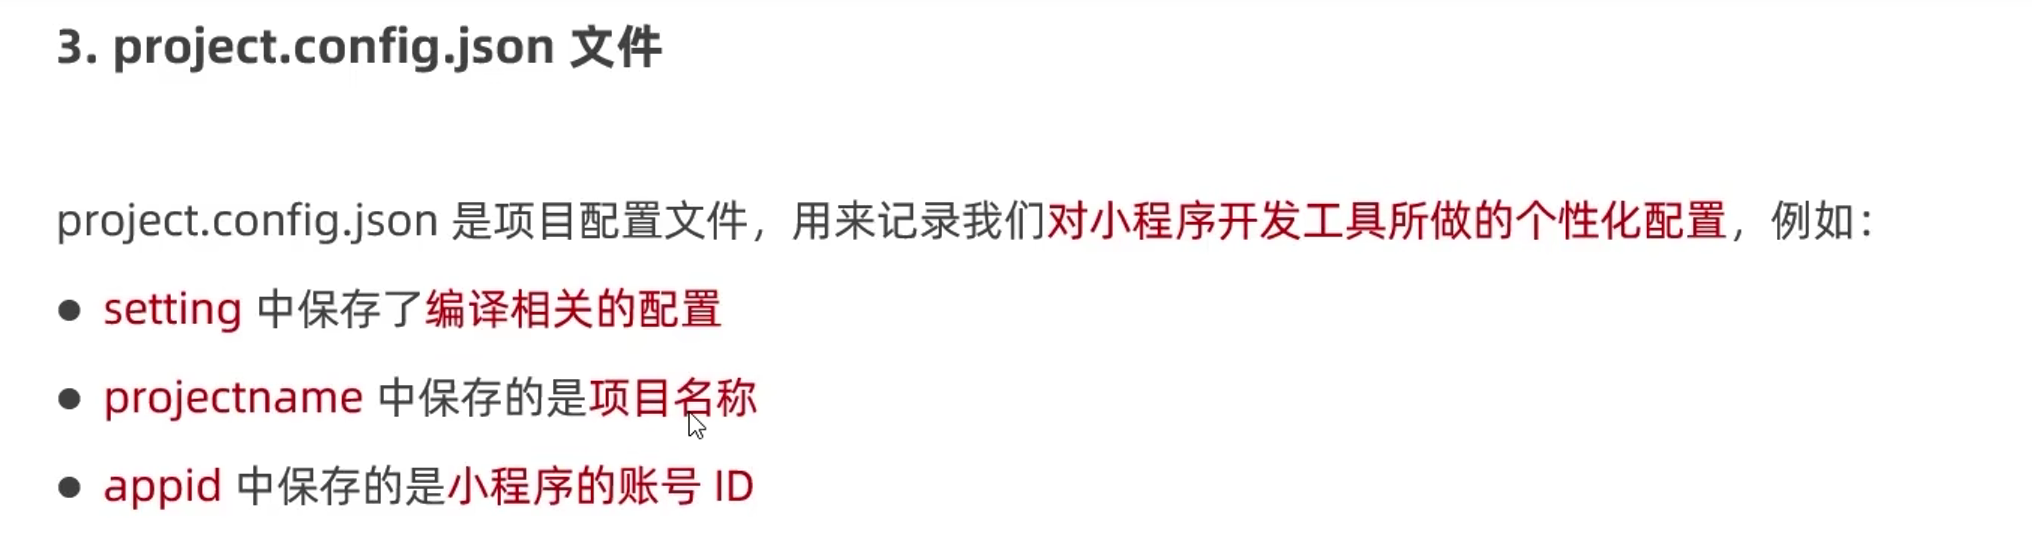 3. project.config.json 文件
project.config.json 是项目配置文件，用来记录我们对小程序开发工具所做的个性化配置，例如：
● setting 中保存了编译相关的配置
● projectname 中保存的是项目名称
● appid 中保存的是小程序的账号 ID